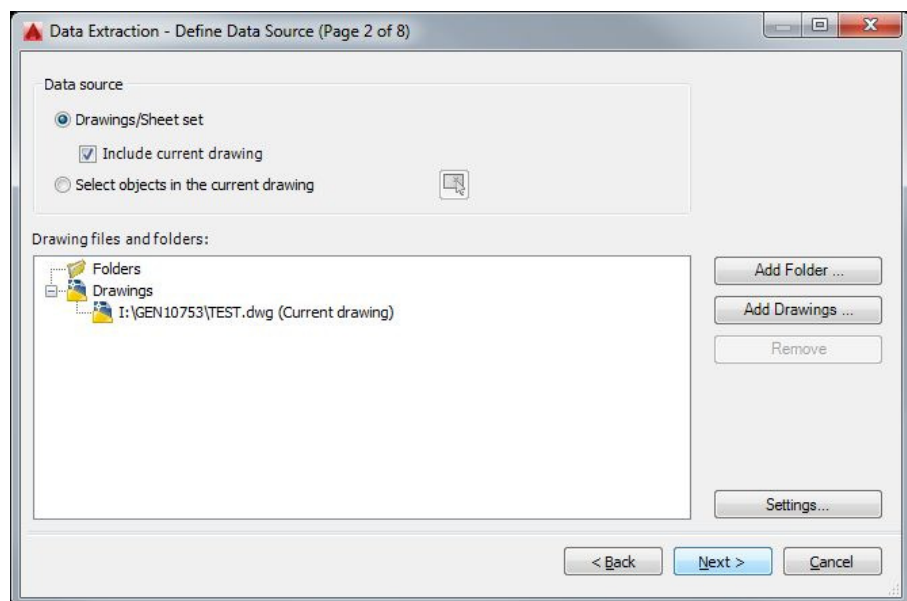 Data Extraction - Define Data Source (Page 2 of 8)
Data source
Drawings/Sheet set
Include current drawing
Select objects in the current drawing
Drawing files and folders:
Folders
Drawings
I:\GEN10753\TEST.dwg (Current drawing)
Add Folder ...
Add Drawings ...
Remove
Settings...
< Back
Next >
Cancel